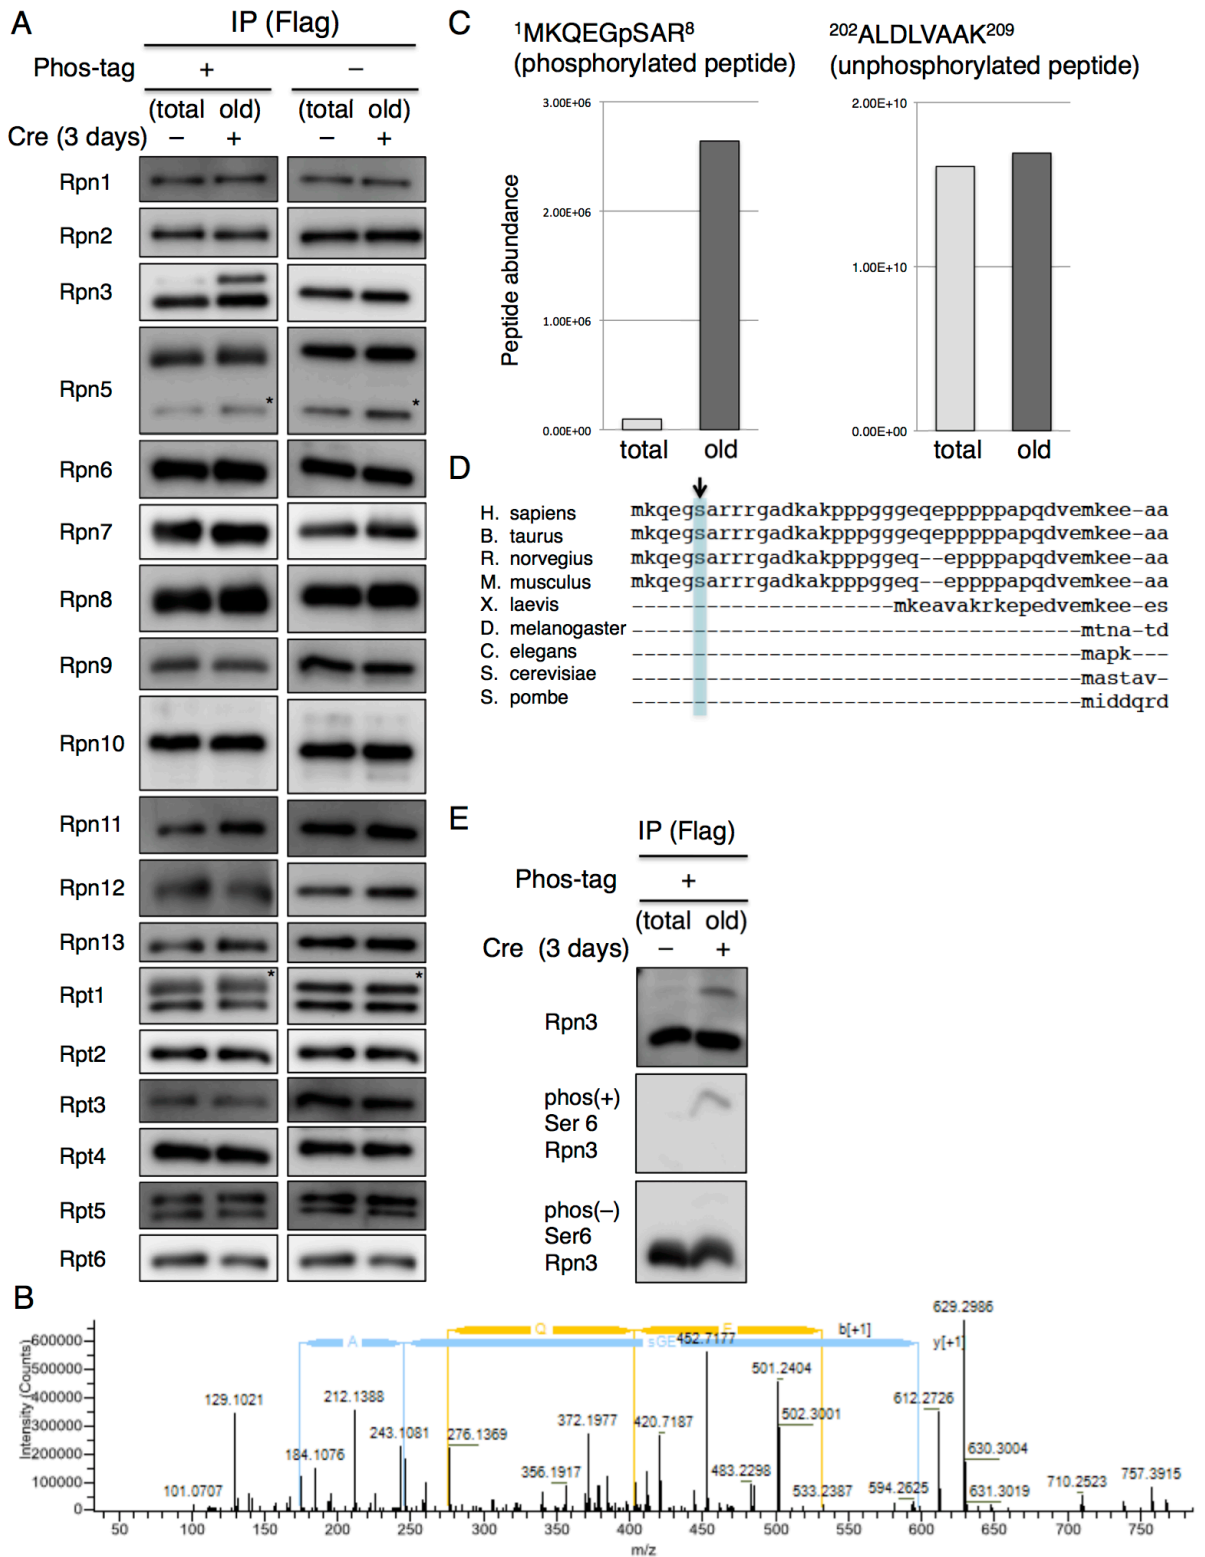 A
IP (Flag)
Phos-tag + −
(total old) (total old)
Cre (3 days) − + − +
Rpn1
Rpn2
Rpn3
Rpn5
*
*
Rpn6
Rpn7
Rpn8
Rpn9
Rpn10
Rpn11
Rpn12
Rpn13
Rpt1
*
*
Rpt2
Rpt3
Rpt4
Rpt5
Rpt6
C
¹MKQEGpSAR⁸
(phosphorylated peptide)
²⁰²ALDLVAAK²⁰⁹
(unphosphorylated peptide)
Peptide abundance
3.00E+06
2.00E+06
1.00E+06
0.00E+00
total old
2.00E+10
1.00E+10
0.00E+00
total old
D
H. sapiens mkqegsarrrgadkakpppgggeqepppppapqdvemkee-aa
B. taurus mkqegsarrrgadkakpppgggeqepppppapqdvemkee-aa
R. norvegius mkqegsarrrgadkakpppggeq--eppppapqdvemkee-aa
M. musculus mkqegsarrrgadkakpppggeq--eppppapqdvemkee-aa
X. laevis ---------------------mkeavakrkepedvemkee-es
D. melanogaster ------------------------------------mtna-td
C. elegans ------------------------------------mapk---
S. cerevisiae ------------------------------------mastav-
S. pombe ------------------------------------middqrd
E
IP (Flag)
Phos-tag +
(total old)
Cre (3 days) − +
Rpn3
phos(+)
Ser 6
Rpn3
phos(−)
Ser6
Rpn3
B
Intensity (Counts)
600000
500000
400000
300000
200000
100000
0
A
Q
E
sGE
b[+1]
y[+1]
101.0707
129.1021
184.1076
212.1388
243.1081
276.1369
356.1917
372.1977
420.7187
452.7177
483.2298
501.2404
502.3001
533.2387
594.2625
612.2726
629.2986
630.3004
631.3019
710.2523
757.3915
50 100 150 200 250 300 350 400 450 500 550 600 650 700 750
m/z